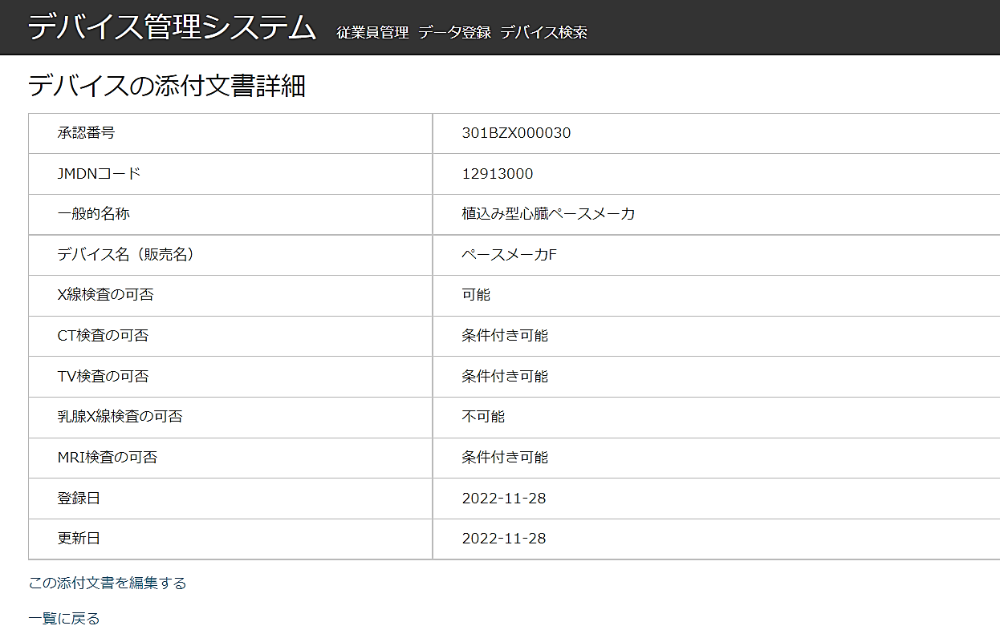 デバイス管理システム 従業員管理 データ登録 デバイス検索
デバイスの添付文書詳細
承認番号 301BZX000030
JMDNコード 12913000
一般的名称 植込み型心臓ペースメーカ
デバイス名（販売名） ペースメーカF
X線検査の可否 可能
CT検査の可否 条件付き可能
TV検査の可否 条件付き可能
乳腺X線検査の可否 不可能
MRI検査の可否 条件付き可能
登録日 2022-11-28
更新日 2022-11-28
この添付文書を編集する
一覧に戻る